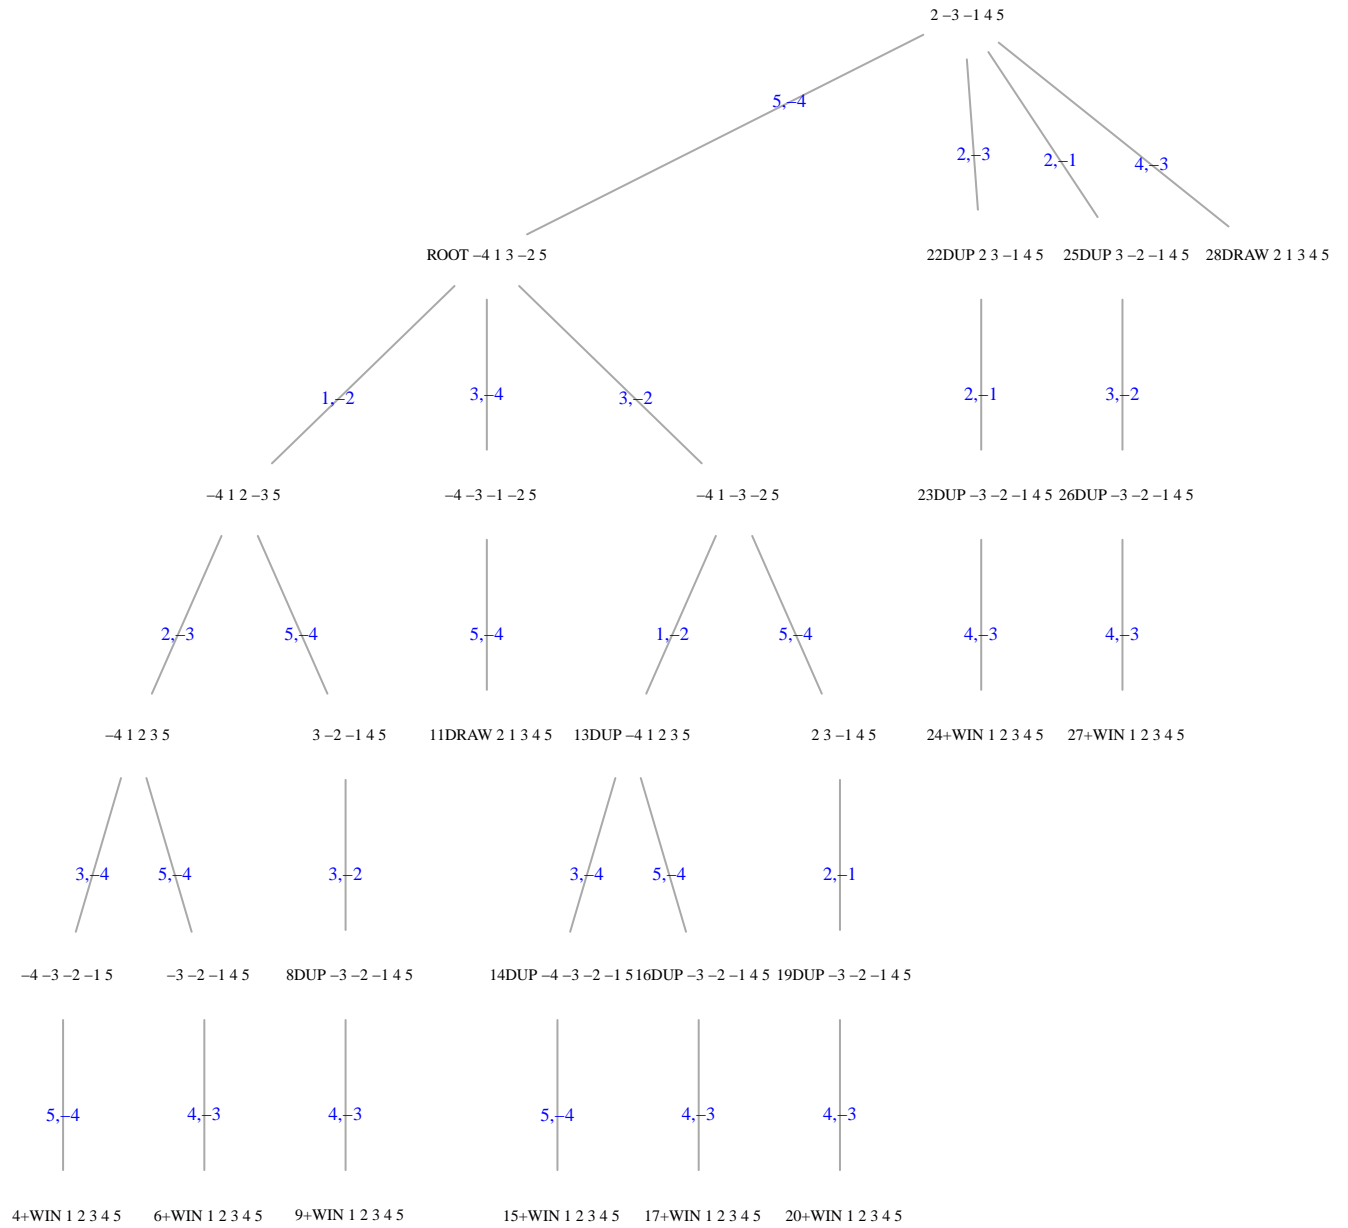 2 −3 −1 4 5
5,−4
2,−3
2,−1
4,−3
ROOT −4 1 3 −2 5
22DUP 2 3 −1 4 5
25DUP 3 −2 −1 4 5
28DRAW 2 1 3 4 5
1,−2
3,−4
3,−2
2,−1
3,−2
−4 1 2 −3 5
−4 −3 −1 −2 5
−4 1 −3 −2 5
23DUP −3 −2 −1 4 5
26DUP −3 −2 −1 4 5
2,−3
5,−4
5,−4
1,−2
5,−4
4,−3
4,−3
−4 1 2 3 5
3 −2 −1 4 5
11DRAW 2 1 3 4 5
13DUP −4 1 2 3 5
2 3 −1 4 5
24+WIN 1 2 3 4 5
27+WIN 1 2 3 4 5
3,−4
5,−4
3,−2
3,−4
5,−4
2,−1
−4 −3 −2 −1 5
−3 −2 −1 4 5
8DUP −3 −2 −1 4 5
14DUP −4 −3 −2 −1 5
16DUP −3 −2 −1 4 5
19DUP −3 −2 −1 4 5
5,−4
4,−3
4,−3
5,−4
4,−3
4,−3
4+WIN 1 2 3 4 5
6+WIN 1 2 3 4 5
9+WIN 1 2 3 4 5
15+WIN 1 2 3 4 5
17+WIN 1 2 3 4 5
20+WIN 1 2 3 4 5